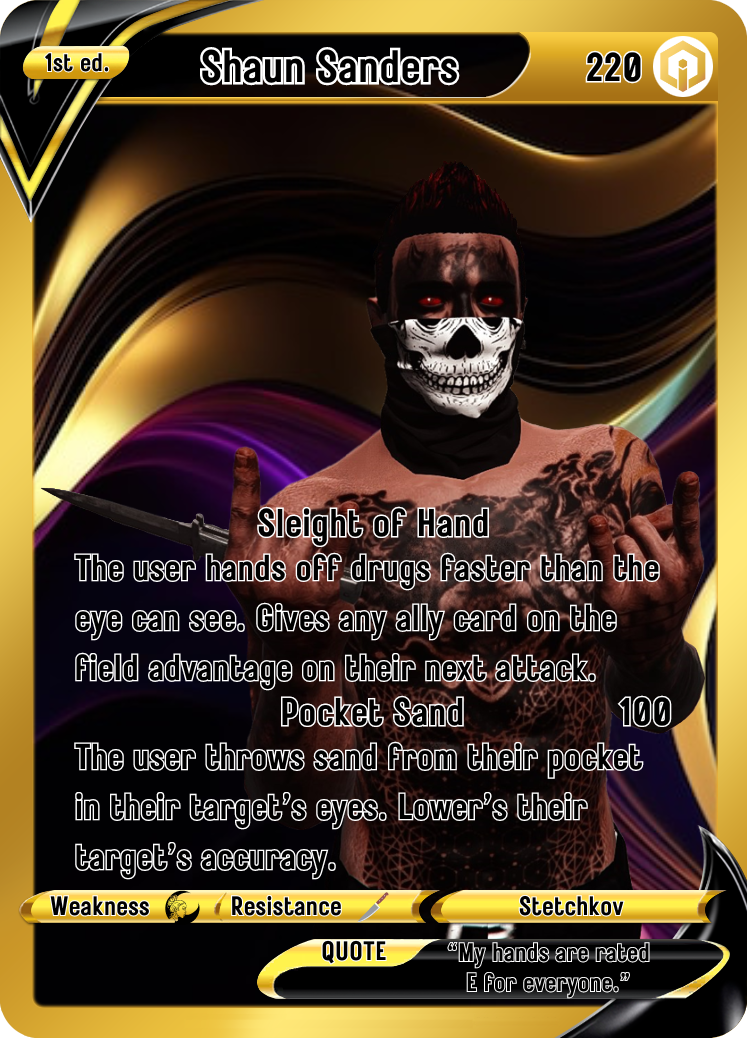 1st ed.
Shaun Sanders
220
Sleight of Hand
The user hands off drugs faster than the
eye can see. Gives any ally card on the
field advantage on their next attack.
Pocket Sand 100
The user throws sand from their pocket
in their target's eyes. Lower's their
target's accuracy.
Weakness Resistance Stetchkov
QUOTE
"My hands are rated
E for everyone."